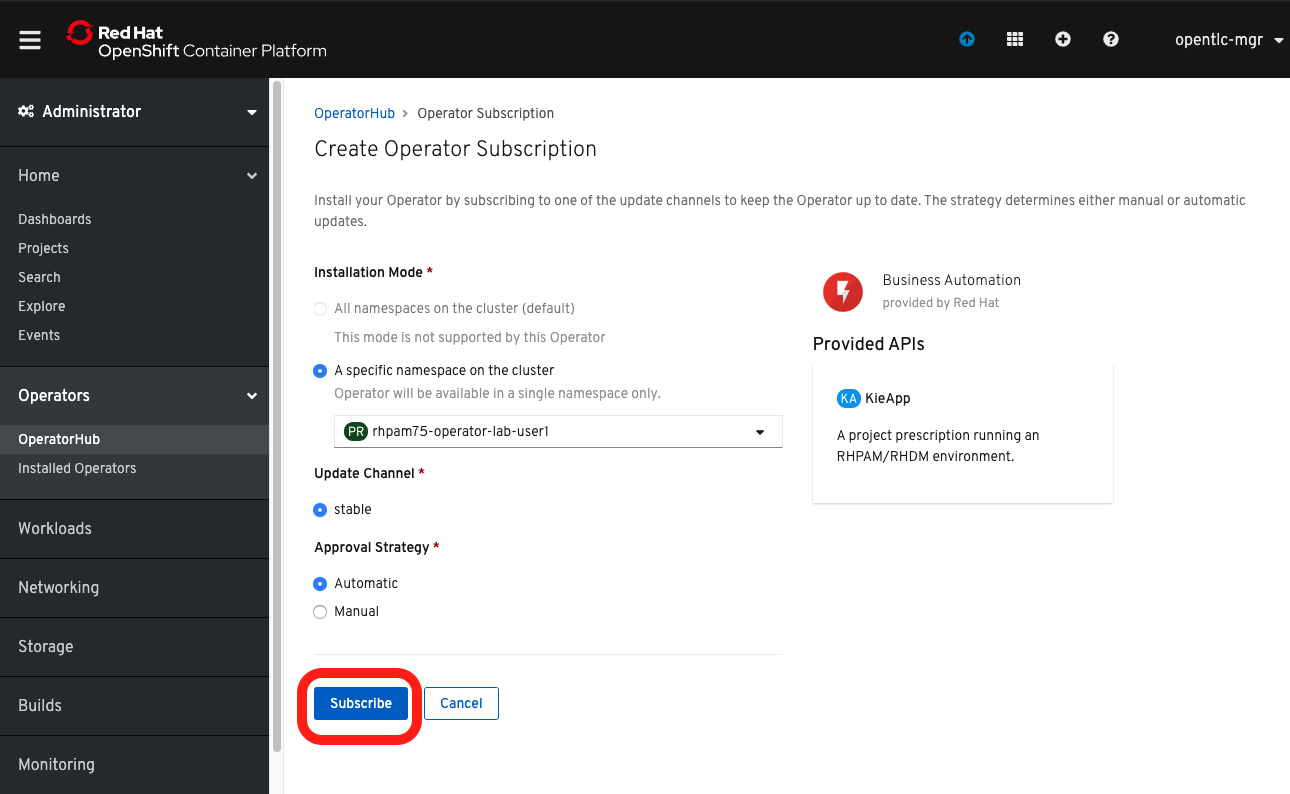 Red Hat
OpenShift Container Platform
opentlc-mgr
Administrator
Home
Dashboards
Projects
Search
Explore
Events
Operators
OperatorHub
Installed Operators
Workloads
Networking
Storage
Builds
Monitoring
OperatorHub > Operator Subscription
Create Operator Subscription
Install your Operator by subscribing to one of the update channels to keep the Operator up to date. The strategy determines either manual or automatic
updates.
Installation Mode *
All namespaces on the cluster (default)
This mode is not supported by this Operator
A specific namespace on the cluster
Operator will be available in a single namespace only.
PR rhpam75-operator-lab-user1
Update Channel *
stable
Approval Strategy *
Automatic
Manual
Subscribe
Cancel
Business Automation
provided by Red Hat
Provided APIs
KA KieApp
A project prescription running an
RHPAM/RHDM environment.